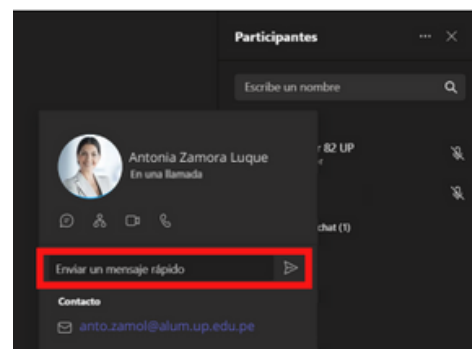 Participantes
Escribe un nombre
82 UP
Antonia Zamora Luque
En una llamada
chat (1)
Enviar un mensaje rápido
Contacto
anto.zamol@alum.up.edu.pe